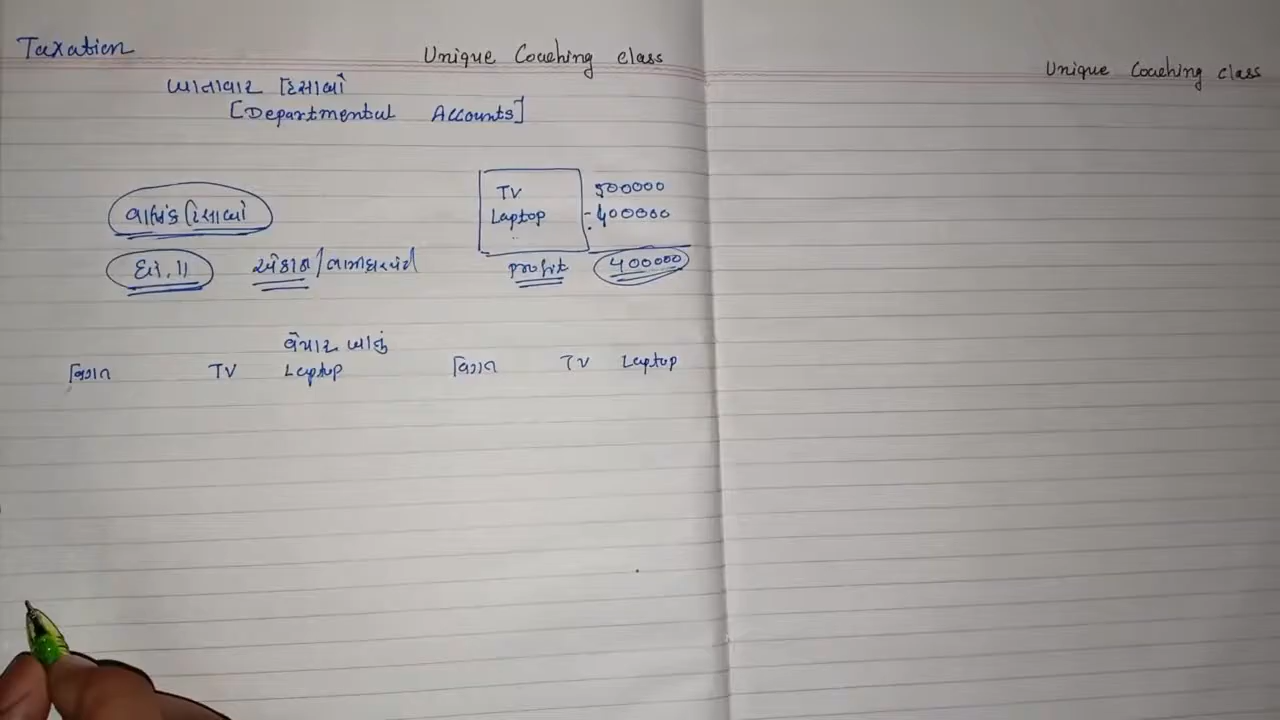 Taxation
Unique Coaching class
Unique Coaching class
ખાતાવાર હિસાબો
[Departmental Accounts]
વાર્ષિક હિસાબો
TV 500000
Laptop -400000
profit 400000
ધો. 11
વેપાર ખાતું
વિગત TV Laptop વિગત TV Laptop